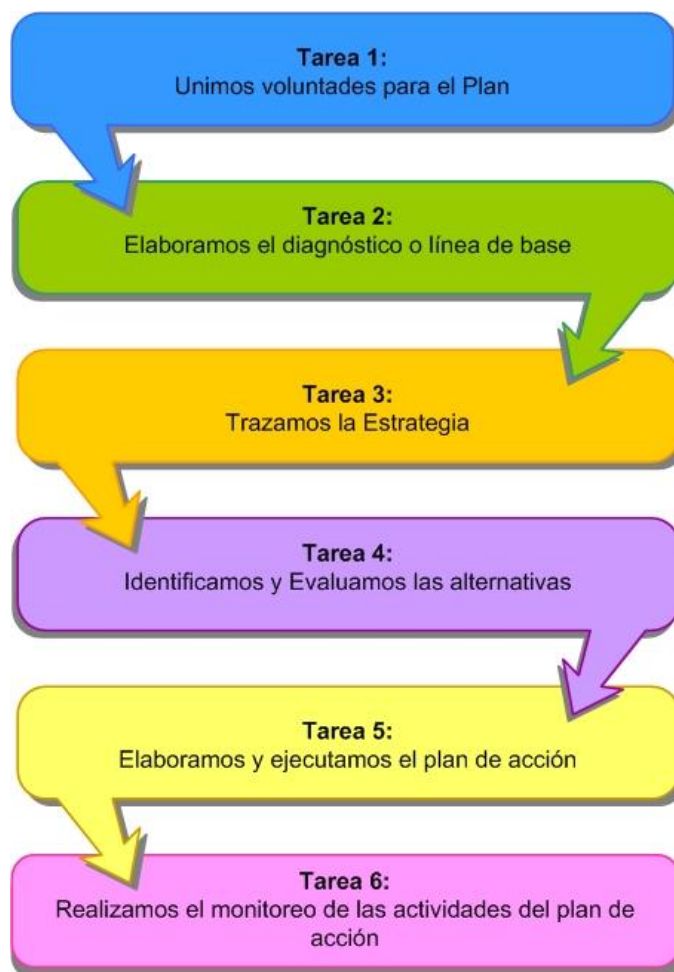 Tarea 1:
Unimos voluntades para el Plan
Tarea 2:
Elaboramos el diagnóstico o línea de base
Tarea 3:
Trazamos la Estrategia
Tarea 4:
Identificamos y Evaluamos las alternativas
Tarea 5:
Elaboramos y ejecutamos el plan de acción
Tarea 6:
Realizamos el monitoreo de las actividades del plan de
acción